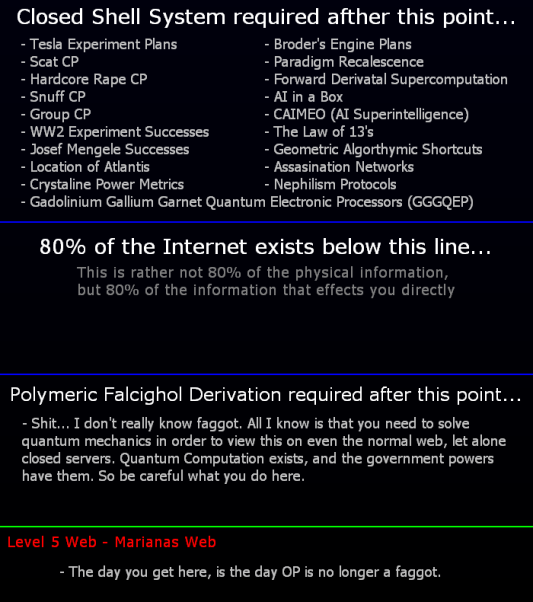 Closed Shell System required afther this point...
- Tesla Experiment Plans
- Scat CP
- Hardcore Rape CP
- Snuff CP
- Group CP
- WW2 Experiment Successes
- Josef Mengele Successes
- Location of Atlantis
- Crystaline Power Metrics
- Gadolinium Gallium Garnet Quantum Electronic Processors (GGGQEP)
- Broder's Engine Plans
- Paradigm Recalescence
- Forward Derivatal Supercomputation
- AI in a Box
- CAIMEO (AI Superintelligence)
- The Law of 13's
- Geometric Algorthymic Shortcuts
- Assasination Networks
- Nephilism Protocols
80% of the Internet exists below this line...
This is rather not 80% of the physical information,
but 80% of the information that effects you directly
Polymeric Falcighol Derivation required after this point...
- Shit... I don't really know faggot. All I know is that you need to solve
quantum mechanics in order to view this on even the normal web, let alone
closed servers. Quantum Computation exists, and the government powers
have them. So be careful what you do here.
Level 5 Web - Marianas Web
- The day you get here, is the day OP is no longer a faggot.